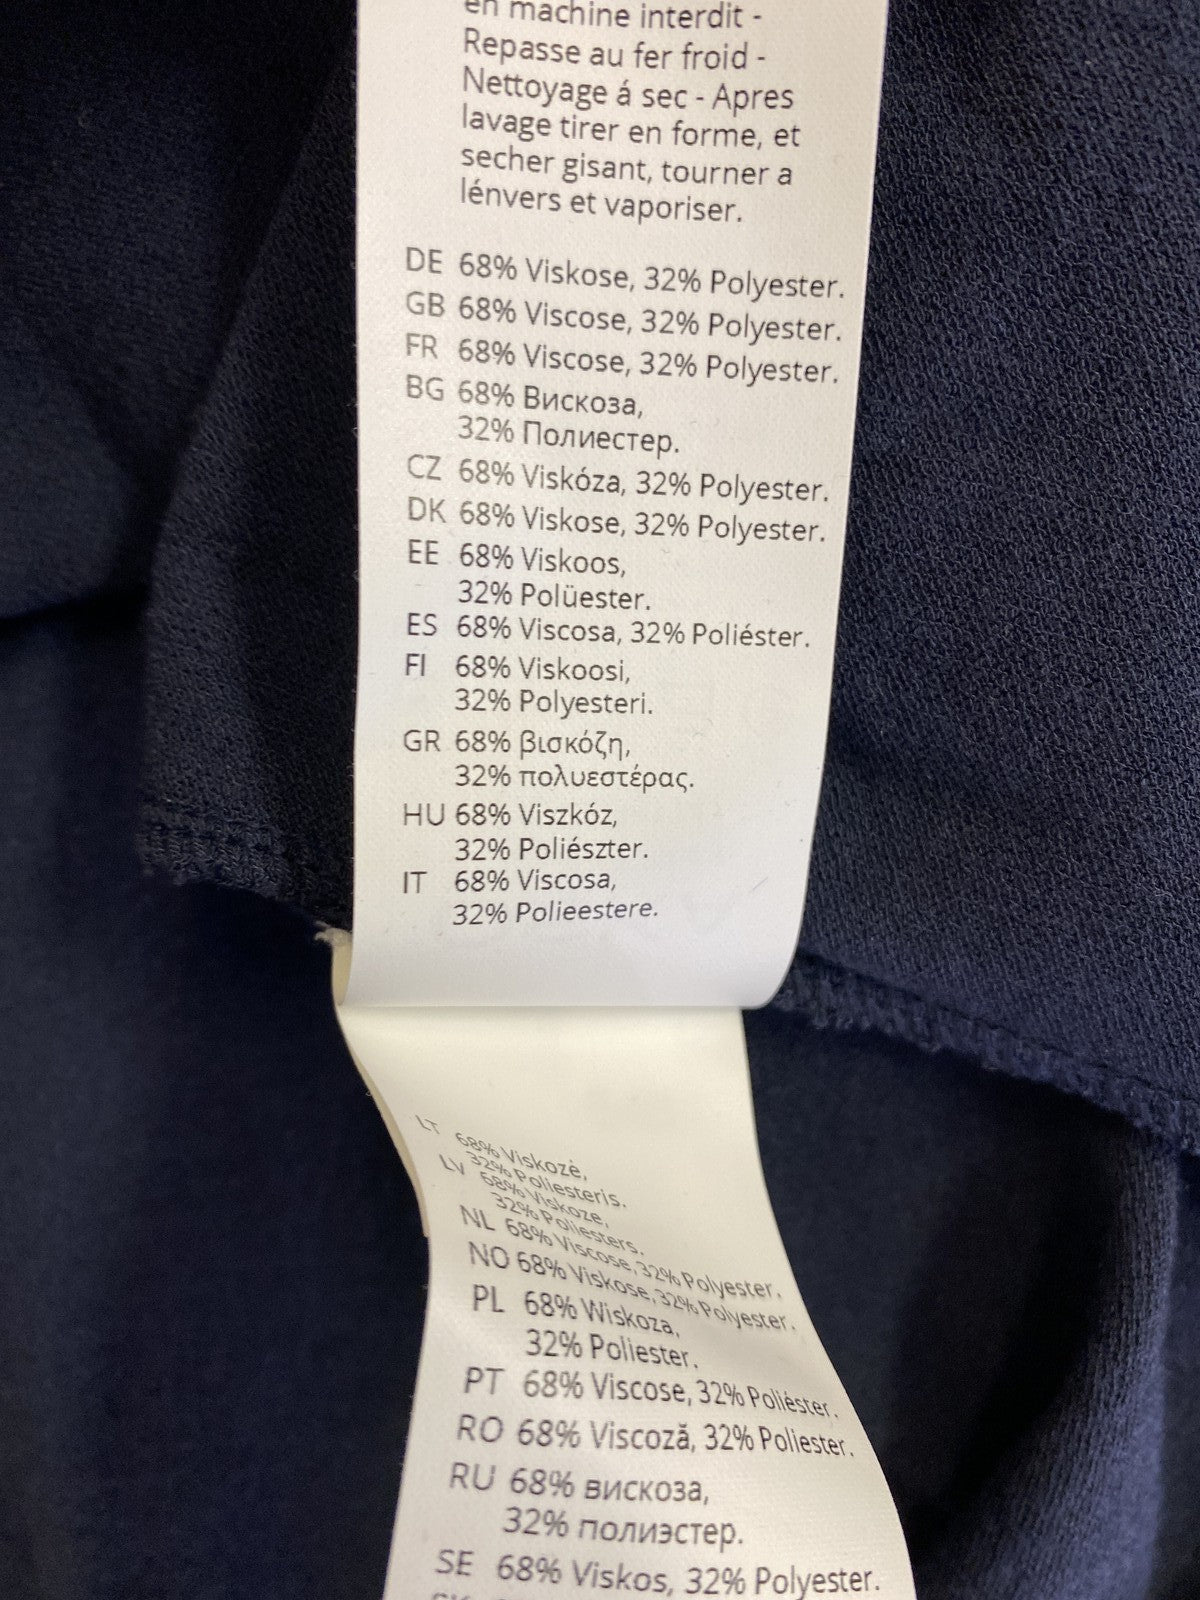 en machine interdit -
Repasse au fer froid -
Nettoyage á sec - Apres
lavage tirer en forme, et
secher gisant, tourner a
lénvers et vaporiser.
DE 68% Viskose, 32% Polyester.
GB 68% Viscose, 32% Polyester.
FR 68% Viscose, 32% Polyester.
BG 68% Вискоза,
32% Полиестер.
CZ 68% Viskóza, 32% Polyester.
DK 68% Viskose, 32% Polyester.
EE 68% Viskoos,
32% Polüester.
ES 68% Viscosa, 32% Poliéster.
FI 68% Viskoosi,
32% Polyesteri.
GR 68% βισκόζη,
32% πολυεστέρας.
HU 68% Viszkóz,
32% Poliészter.
IT 68% Viscosa,
32% Polieestere.
LT 68% Viskozė,
32% Poliesteris.
LV 68% Viskoze,
32% Poliesters.
NL 68% Viscose, 32% Polyester.
NO 68% Viskose, 32% Polyester.
PL 68% Wiskoza,
32% Poliester.
PT 68% Viscose, 32% Poliéster.
RO 68% Viscoză, 32% Poliester.
RU 68% вискоза,
32% полиэстер.
SE 68% Viskos, 32% Polyester.